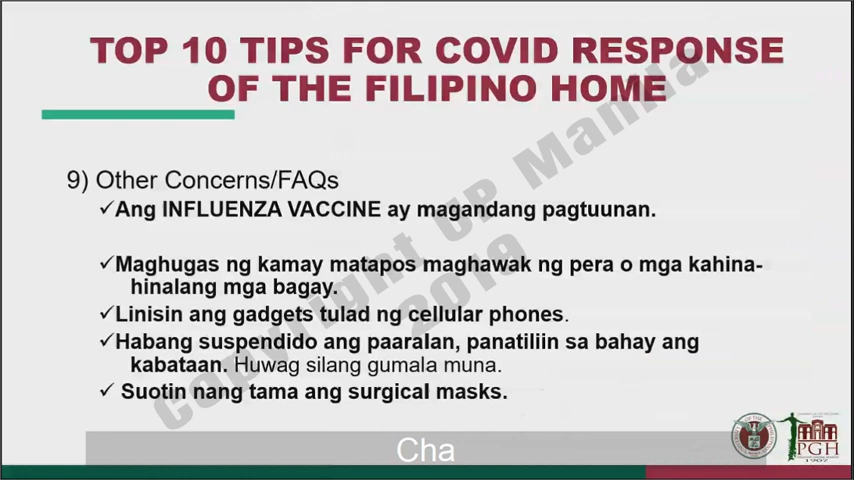 TOP 10 TIPS FOR COVID RESPONSE
OF THE FILIPINO HOME
9) Other Concerns/FAQs
✓Ang INFLUENZA VACCINE ay magandang pagtuunan.
✓Maghugas ng kamay matapos maghawak ng pera o mga kahina-
hinalang mga bagay.
✓Linisin ang gadgets tulad ng cellular phones.
✓Habang suspendido ang paaralan, panatiliin sa bahay ang
kabataan. Huwag silang gumala muna.
✓ Suotin nang tama ang surgical masks.
Copyright UP Manila
2019
Cha
PGH
1907